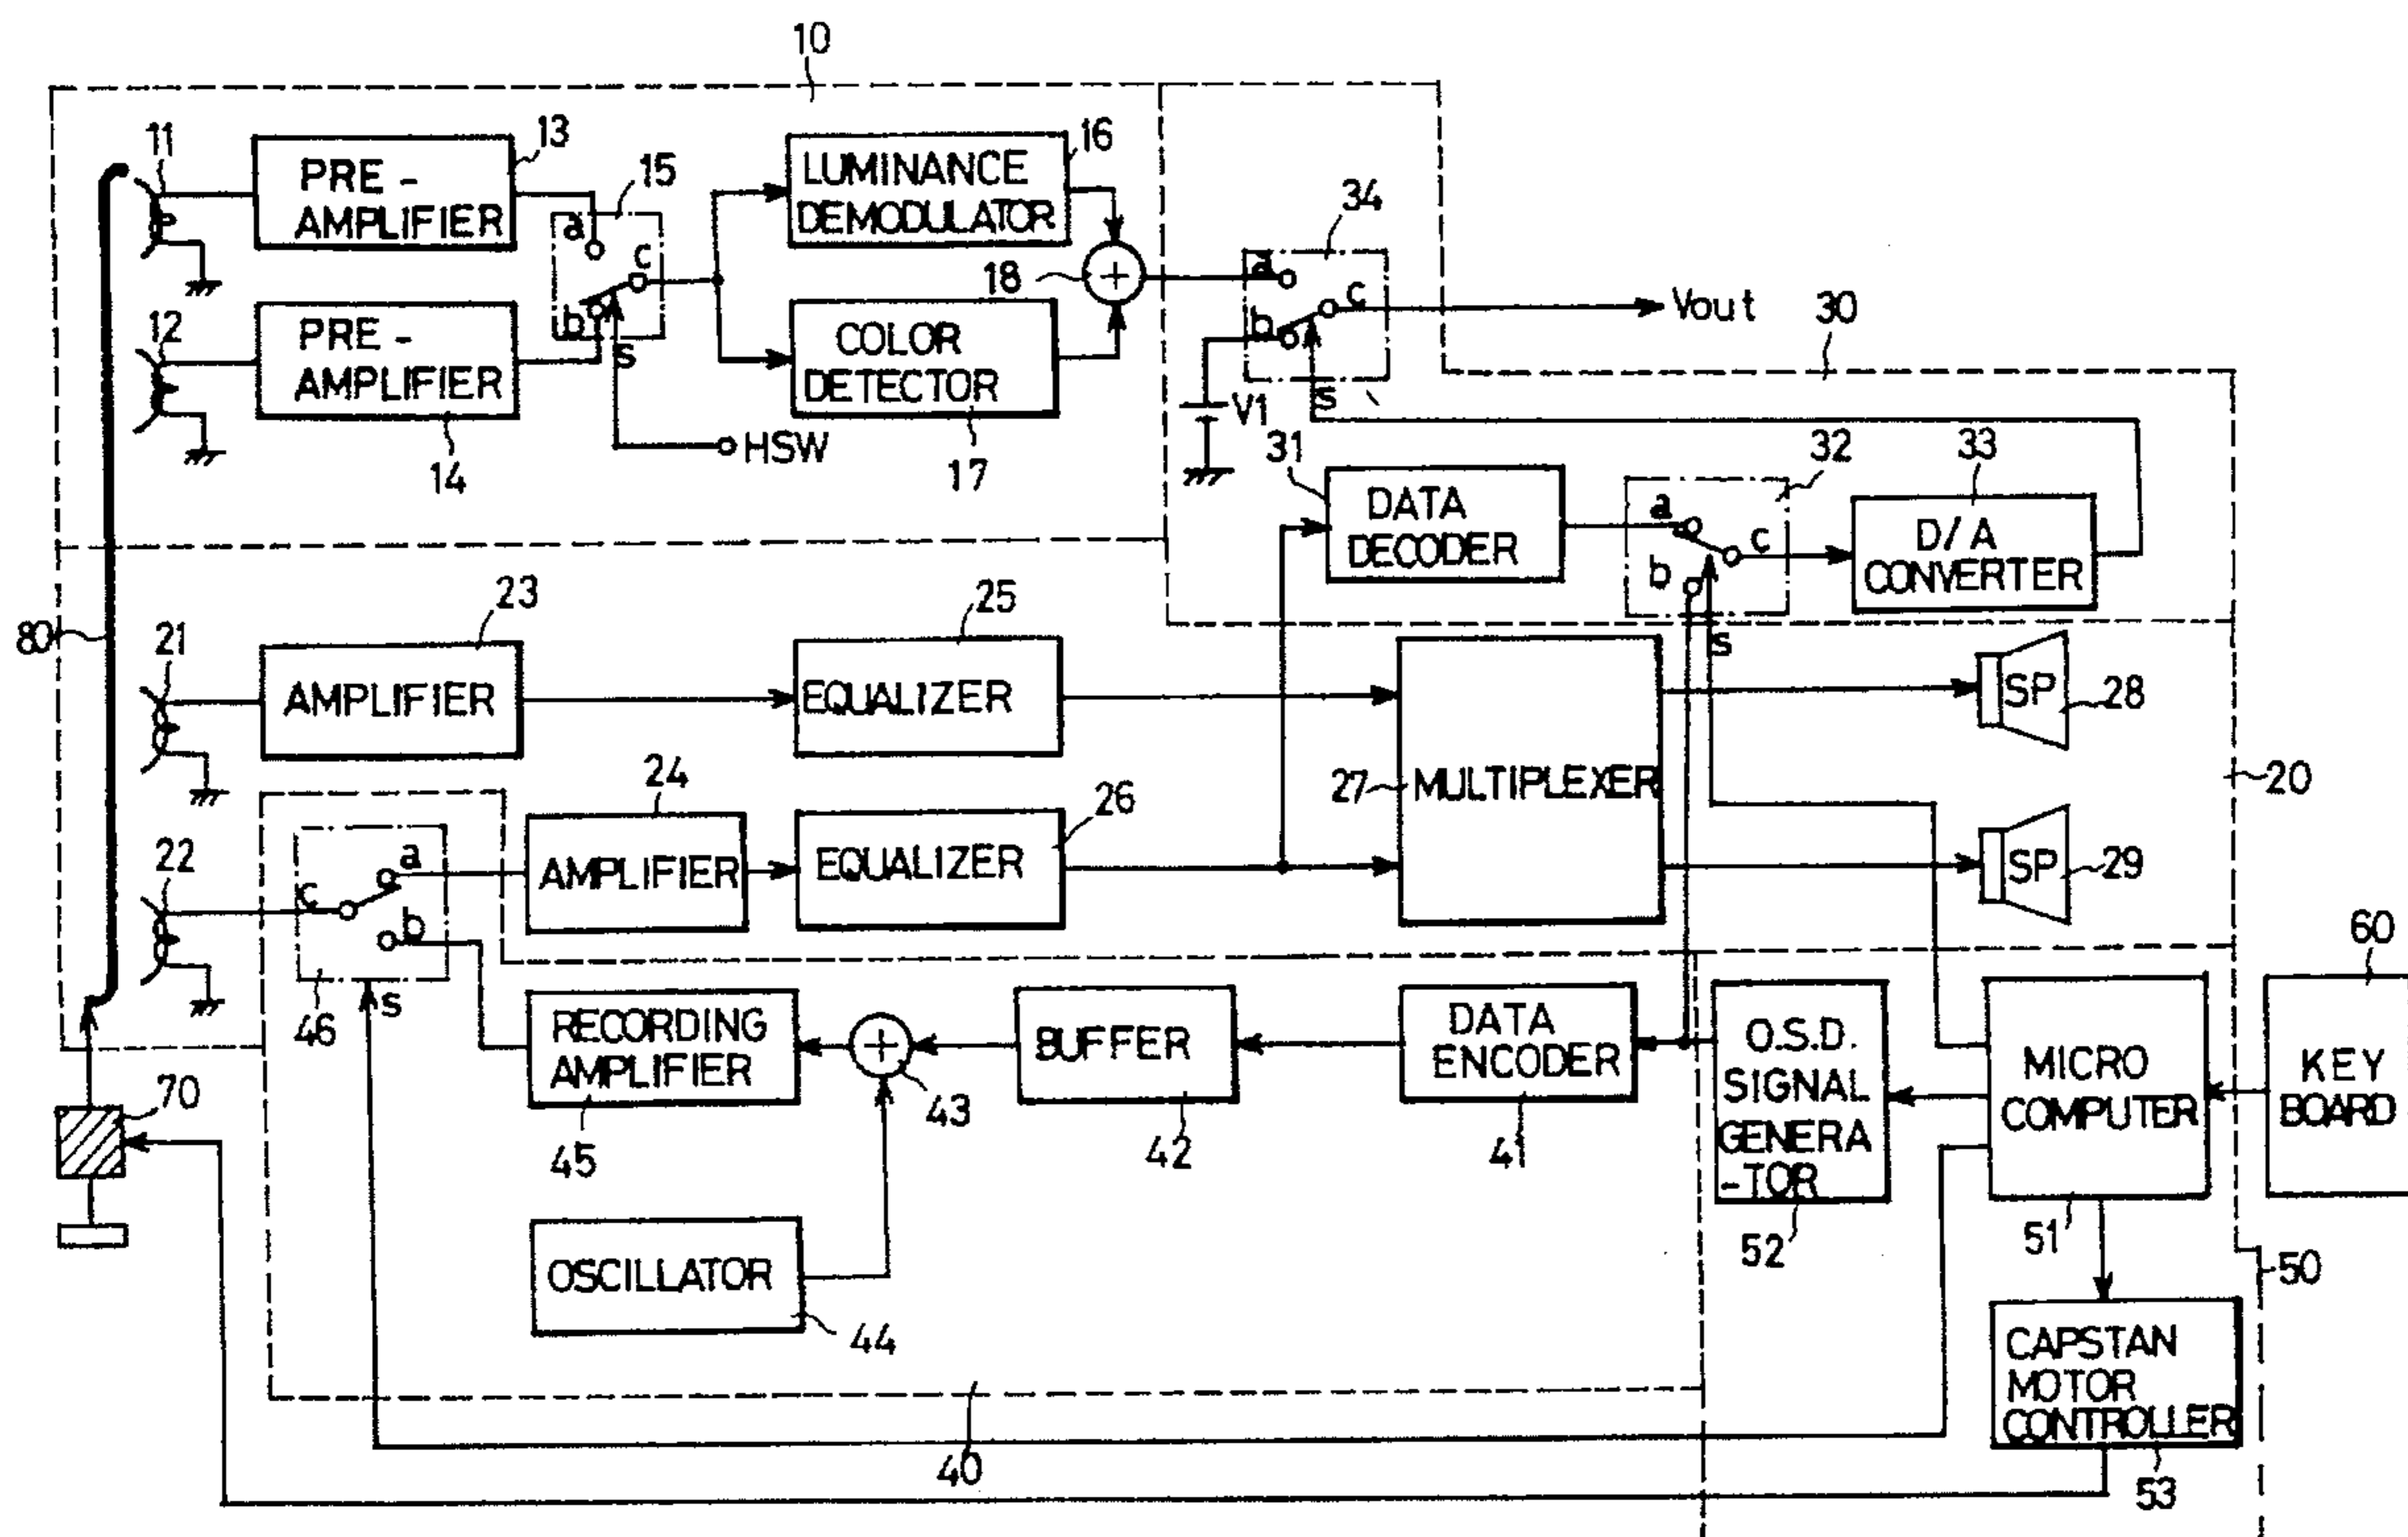 10
11
PRE-
AMPLIFIER
13
15
a
c
b
s
LUMINANCE
DEMODULATOR
16
18
+
34
a
c
b
s
Vout
30
12
PRE-
AMPLIFIER
14
HSW
COLOR
DETECTOR
17
V1
31
DATA
DECODER
32
a
c
b
s
33
D/A
CONVERTER
80
21
23
AMPLIFIER
25
EQUALIZER
27
MULTIPLEXER
SP
28
20
22
c
a
b
s
46
24
AMPLIFIER
26
EQUALIZER
SP
29
60
KEY
BOARD
RECORDING
AMPLIFIER
45
+
43
BUFFER
42
DATA
ENCODER
41
O.S.D.
SIGNAL
GENERA
-TOR
52
MICRO
COMPUTER
51
70
OSCILLATOR
44
50
CAPSTAN
MOTOR
CONTROLLER
53
40